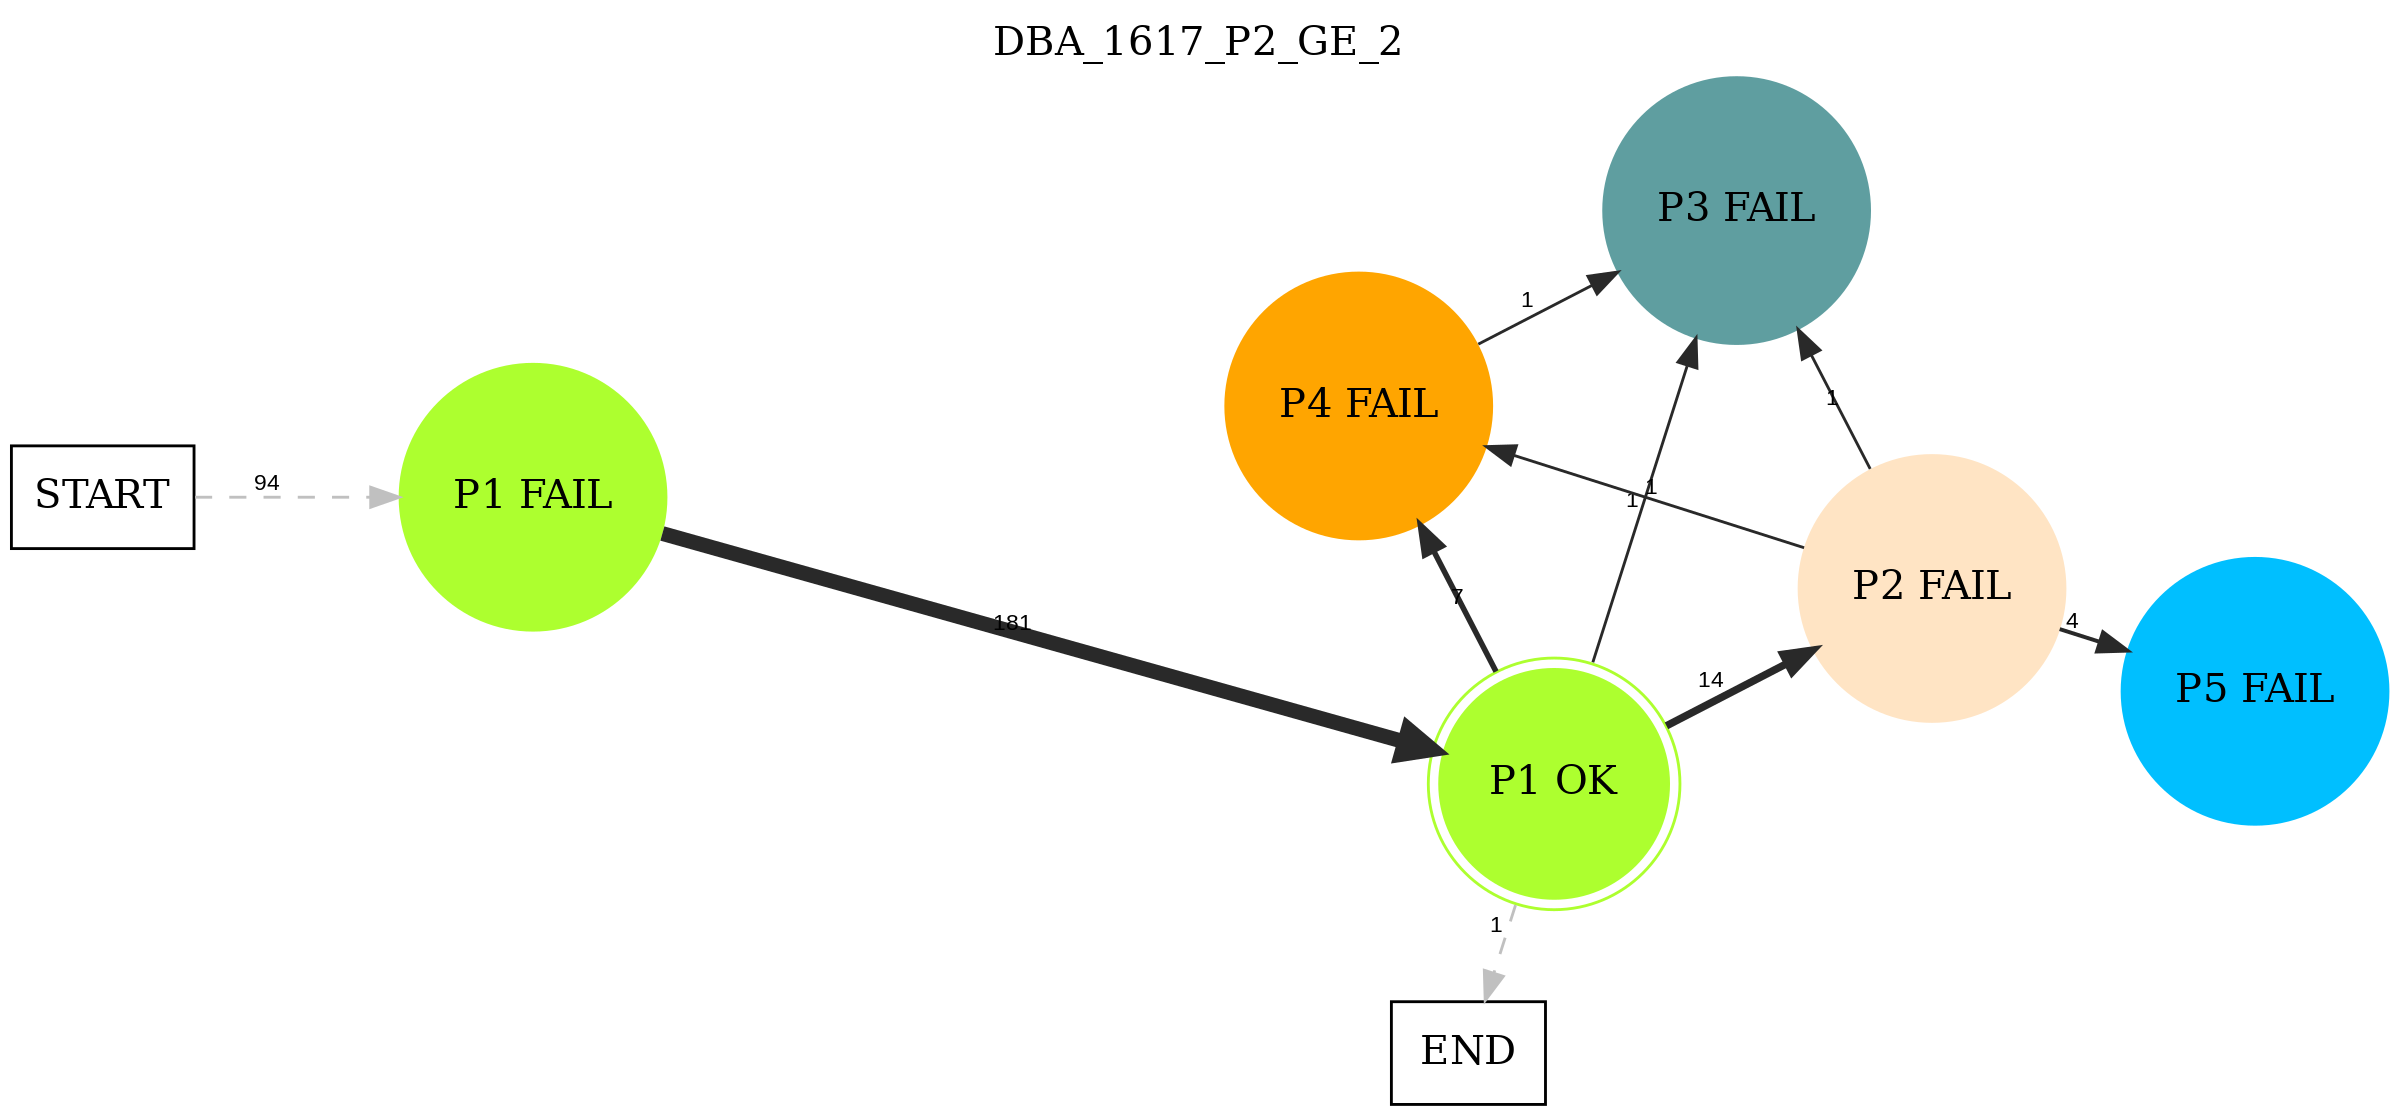 DBA_1617_P2_GE_2
P3 FAIL
1
P4 FAIL
1
94
START
P1 FAIL
1
1
P2 FAIL
7
181
4
14
P5 FAIL
P1 OK
1
END